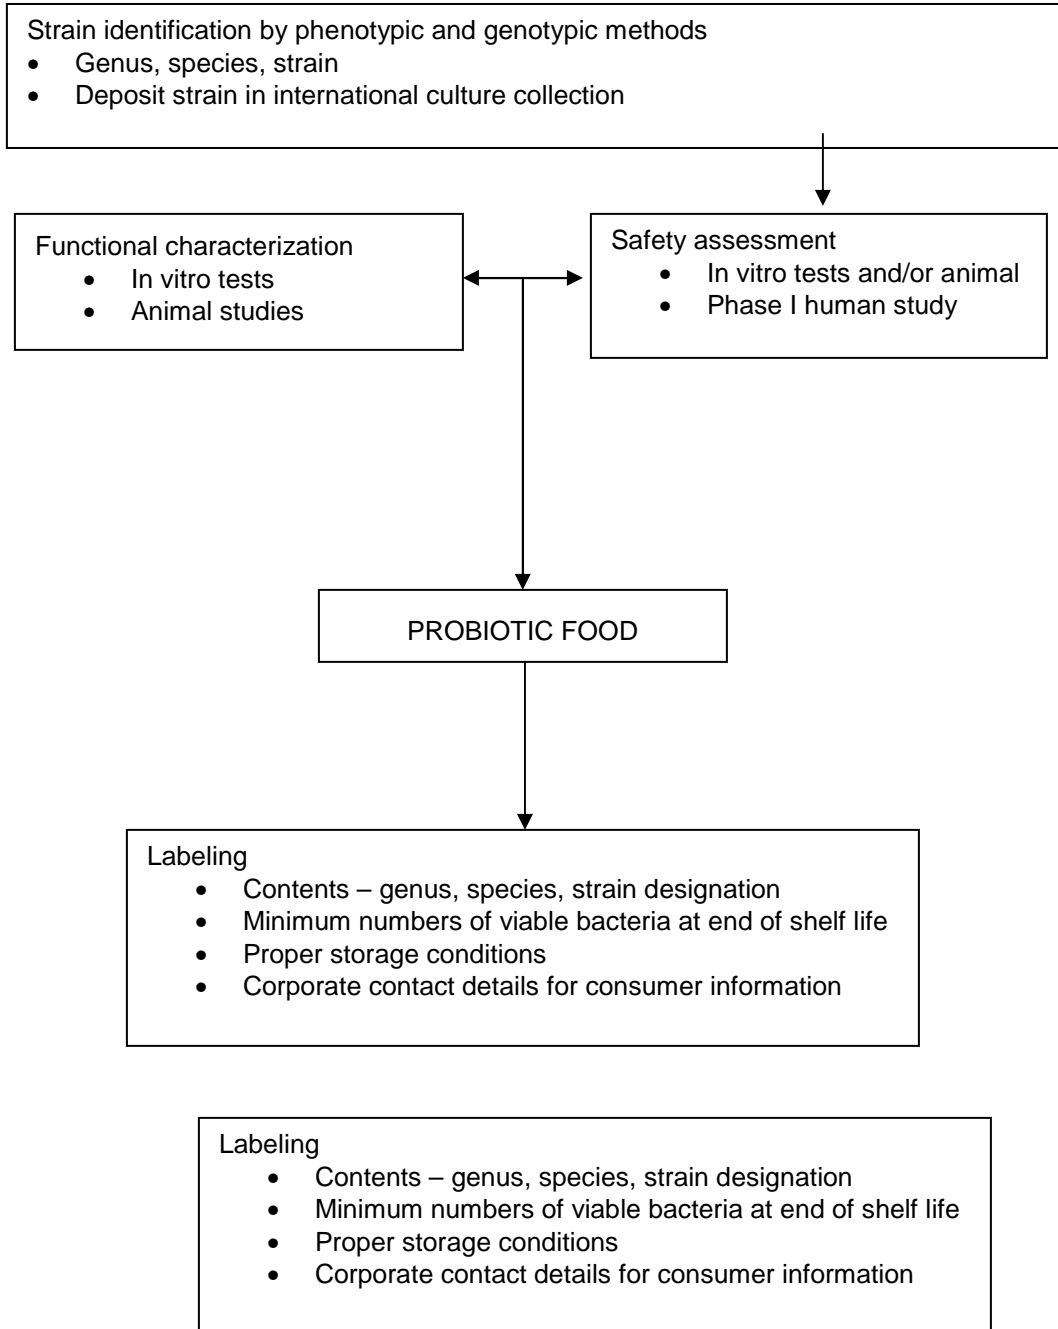 Strain identification by phenotypic and genotypic methods
• Genus, species, strain
• Deposit strain in international culture collection
Functional characterization
• In vitro tests
• Animal studies
Safety assessment
• In vitro tests and/or animal
• Phase I human study
PROBIOTIC FOOD
Labeling
• Contents – genus, species, strain designation
• Minimum numbers of viable bacteria at end of shelf life
• Proper storage conditions
• Corporate contact details for consumer information
Labeling
• Contents – genus, species, strain designation
• Minimum numbers of viable bacteria at end of shelf life
• Proper storage conditions
• Corporate contact details for consumer information